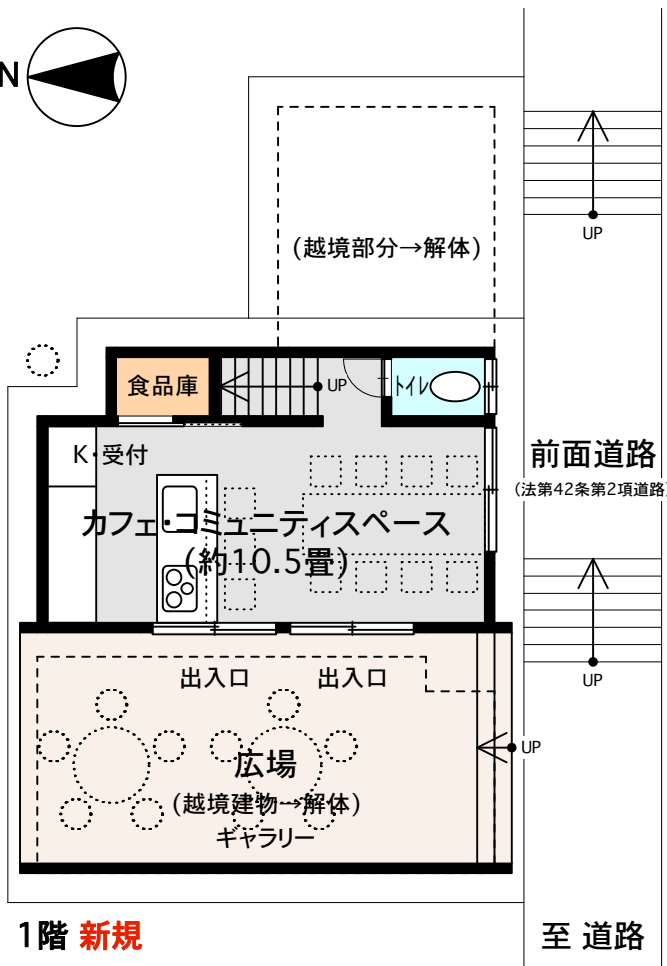 N
UP
(越境部分→解体)
食品庫
UP
トイレ
K・受付
前面道路
(法第42条第2項道路)
カフェ・コミュニティスペース
(約10.5畳)
出入口
出入口
UP
広場
UP
(越境建物→解体)
ギャラリー
1階 新規
至 道路